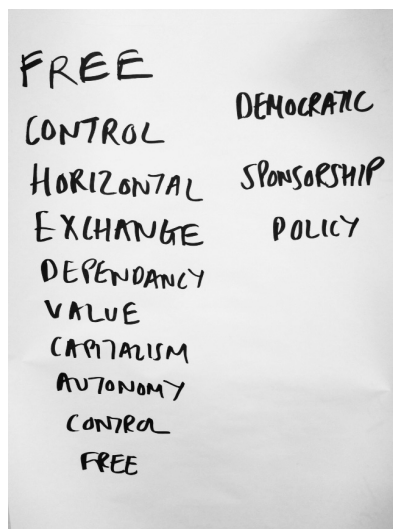 FREE
CONTROL
HORIZONTAL
EXCHANGE
DEPENDANCY
VALUE
CAPITALISM
AUTONOMY
CONTROL
FREE
DEMOCRATIC
SPONSORSHIP
POLICY